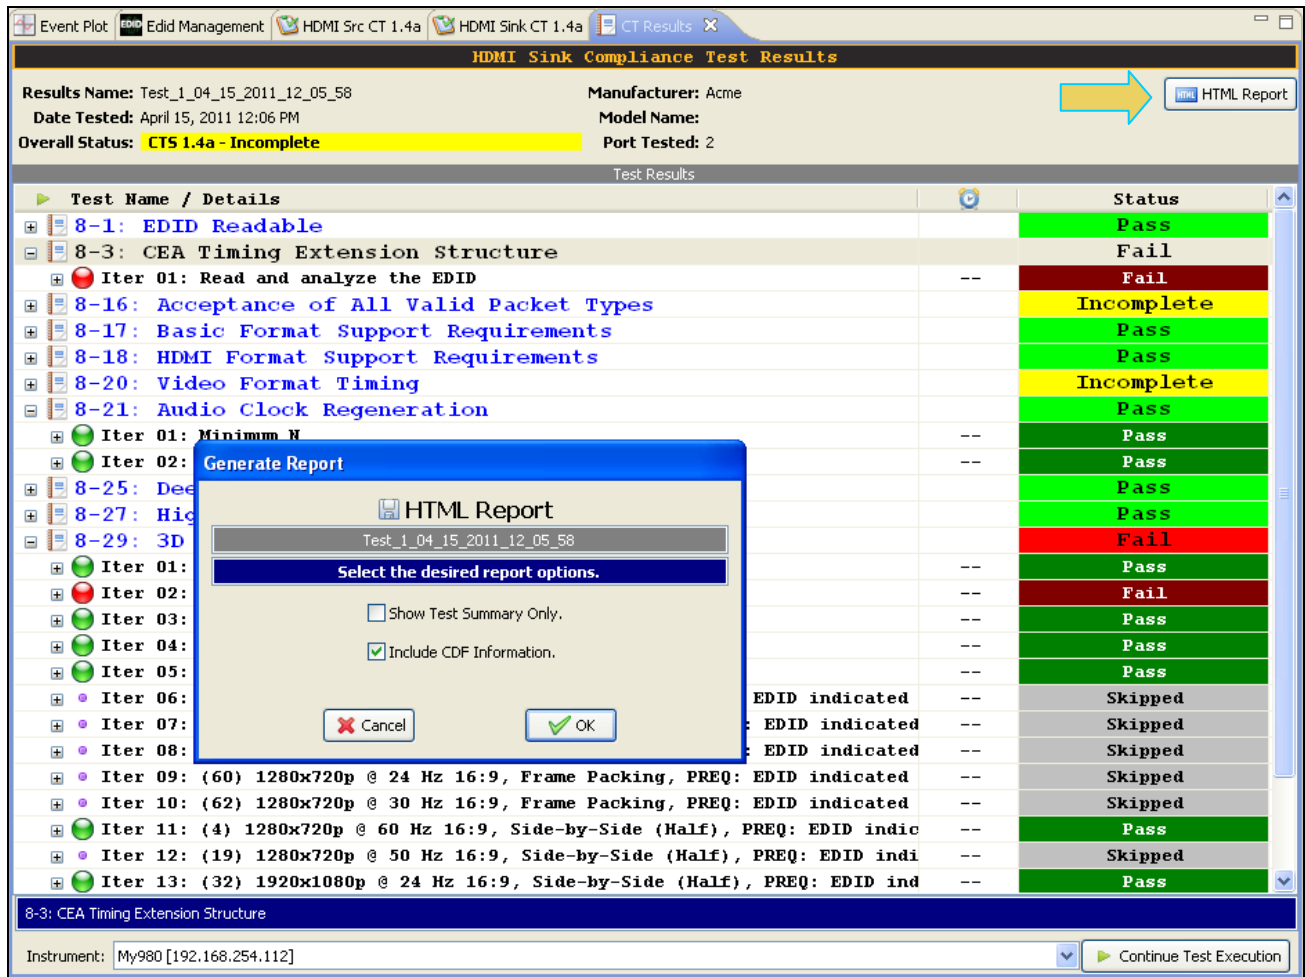 Event Plot EDID Edid Management HDMI Src CT 1.4a HDMI Sink CT 1.4a CT Results
HDMI Sink Compliance Test Results
Results Name: Test_1_04_15_2011_12_05_58 Manufacturer: Acme HTML HTML Report
Date Tested: April 15, 2011 12:06 PM Model Name:
Overall Status: CTS 1.4a - Incomplete Port Tested: 2
Test Results
Test Name / Details Status
8-1: EDID Readable Pass
8-3: CEA Timing Extension Structure Fail
Iter 01: Read and analyze the EDID -- Fail
8-16: Acceptance of All Valid Packet Types Incomplete
8-17: Basic Format Support Requirements Pass
8-18: HDMI Format Support Requirements Pass
8-20: Video Format Timing Incomplete
8-21: Audio Clock Regeneration Pass
Iter 01: Minimum N -- Pass
Iter 02: -- Pass
Generate Report
8-25: Dee Pass
8-27: Hig Pass
HTML Report
8-29: 3D Fail
Test_1_04_15_2011_12_05_58
Iter 01: -- Pass
Select the desired report options.
Iter 02: -- Fail
Iter 03: -- Pass
Show Test Summary Only.
Iter 04: -- Pass
Include CDF Information.
Iter 05: -- Pass
Iter 06: EDID indicated -- Skipped
Iter 07: : EDID indicated -- Skipped
Cancel OK
Iter 08: : EDID indicated -- Skipped
Iter 09: (60) 1280x720p @ 24 Hz 16:9, Frame Packing, PREQ: EDID indicated -- Skipped
Iter 10: (62) 1280x720p @ 30 Hz 16:9, Frame Packing, PREQ: EDID indicated -- Skipped
Iter 11: (4) 1280x720p @ 60 Hz 16:9, Side-by-Side (Half), PREQ: EDID indic -- Pass
Iter 12: (19) 1280x720p @ 50 Hz 16:9, Side-by-Side (Half), PREQ: EDID indi -- Skipped
Iter 13: (32) 1920x1080p @ 24 Hz 16:9, Side-by-Side (Half), PREQ: EDID ind -- Pass
8-3: CEA Timing Extension Structure
Instrument: My980 [192.168.254.112] Continue Test Execution